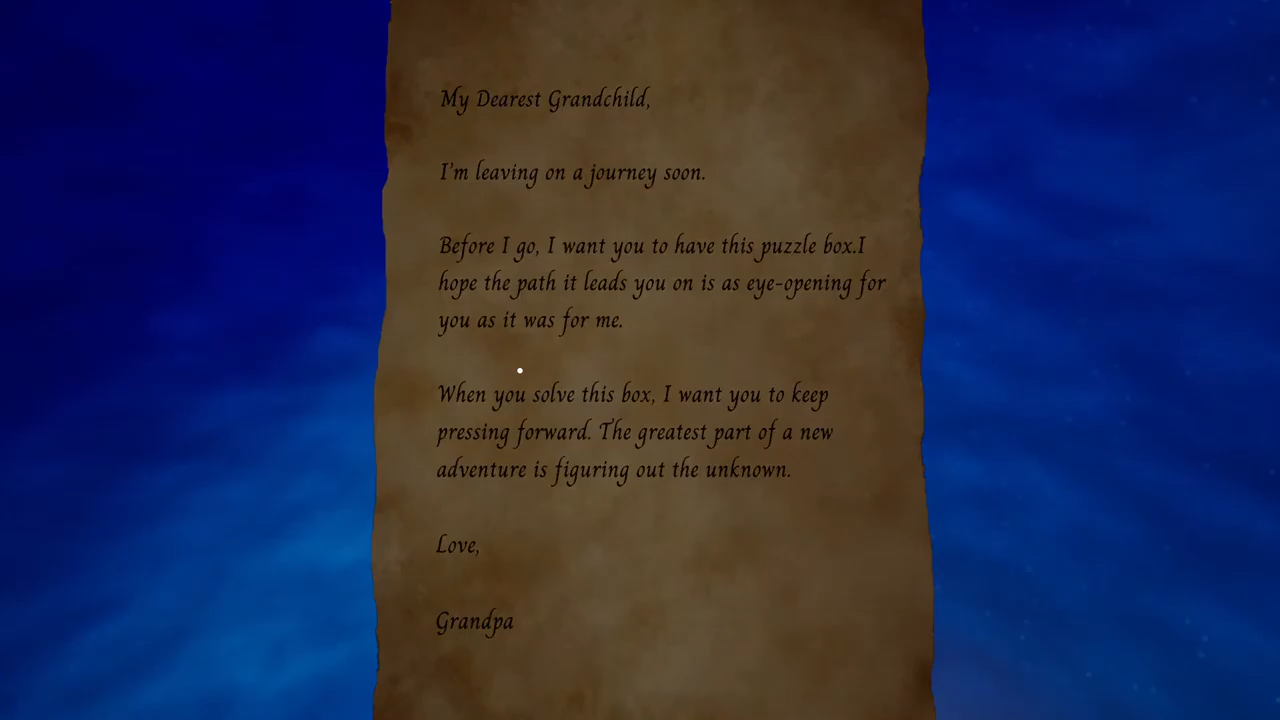 My Dearest Grandchild,
I'm leaving on a journey soon.
Before I go, I want you to have this puzzle box.I
hope the path it leads you on is as eye-opening for
you as it was for me.
When you solve this box, I want you to keep
pressing forward. The greatest part of a new
adventure is figuring out the unknown.
Love,
Grandpa